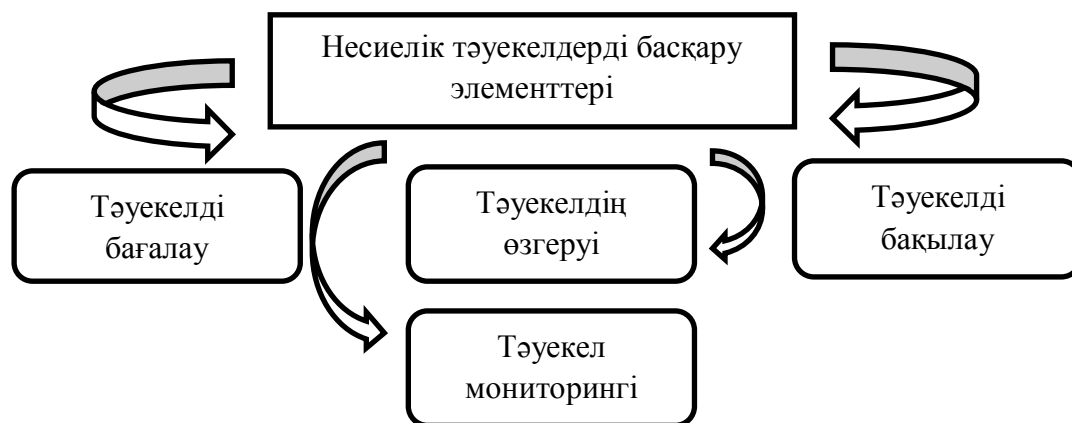 Несиелік тәуекелдерді басқару
элементтері
Тәуекелді
бағалау
Тәуекелдің
өзгеруі
Тәуекелді
бақылау
Тәуекел
мониторингі